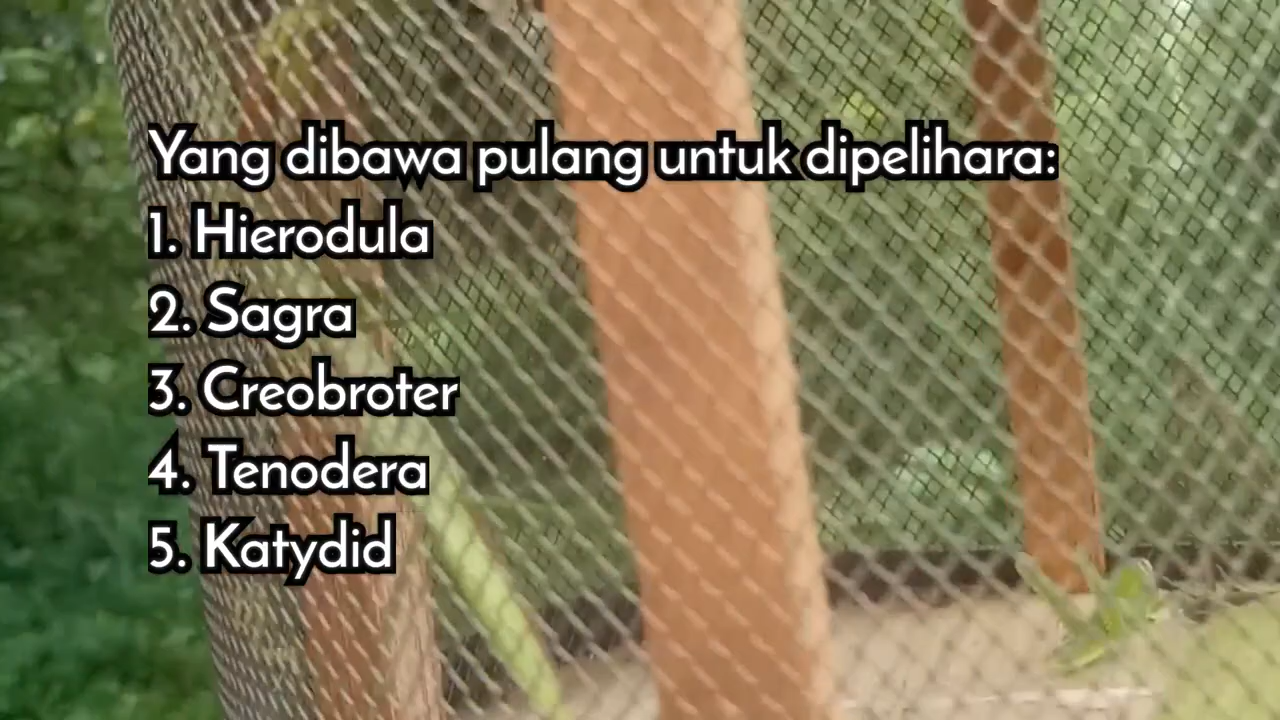 Yang dibawa pulang untuk dipelihara:
1. Hierodula
2. Sagra
3. Creobroter
4. Tenodera
5. Katydid